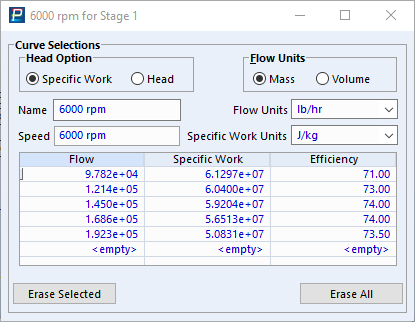 6000 rpm for Stage 1
Curve Selections
Head Option
Specific Work
Head
Flow Units
Mass
Volume
Name 6000 rpm
Flow Units lb/hr
Speed 6000 rpm
Specific Work Units J/kg
Flow Specific Work Efficiency
9.782e+04 6.1297e+07 71.00
1.214e+05 6.0400e+07 73.00
1.450e+05 5.9204e+07 74.00
1.686e+05 5.6513e+07 74.00
1.923e+05 5.0831e+07 73.50
<empty> <empty> <empty>
Erase Selected
Erase All